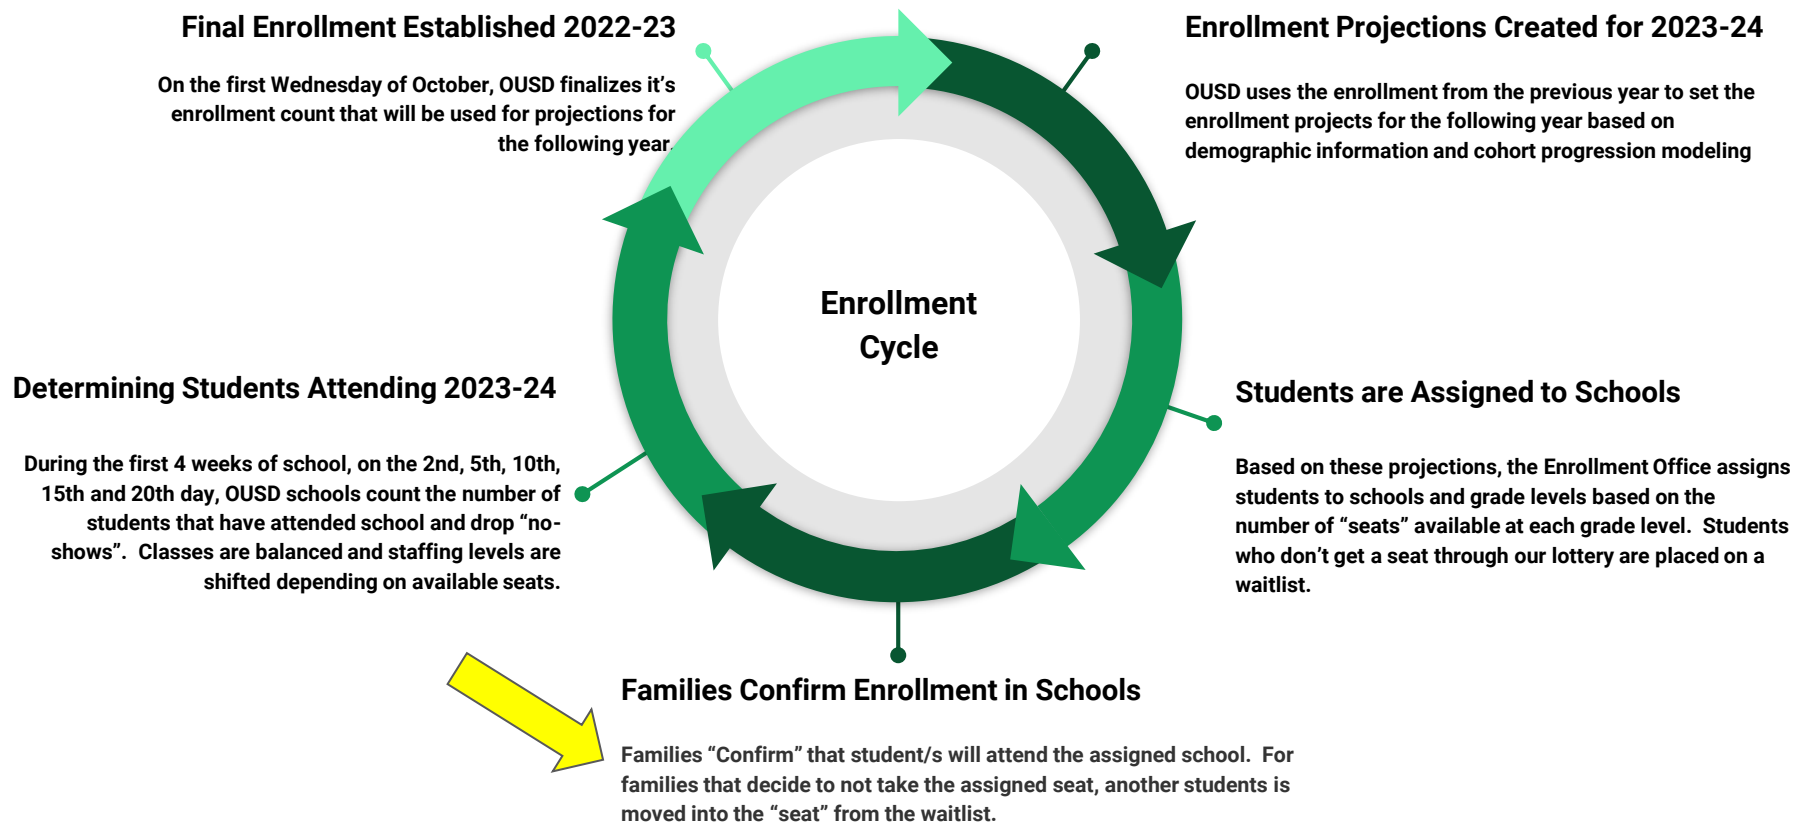 Final Enrollment Established 2022-23
On the first Wednesday of October, OUSD finalizes it’s
enrollment count that will be used for projections for
the following year.
Enrollment Projections Created for 2023-24
OUSD uses the enrollment from the previous year to set the
enrollment projects for the following year based on
demographic information and cohort progression modeling
Enrollment
Cycle
Determining Students Attending 2023-24
During the first 4 weeks of school, on the 2nd, 5th, 10th,
15th and 20th day, OUSD schools count the number of
students that have attended school and drop “no-
shows”.  Classes are balanced and staffing levels are
shifted depending on available seats.
Students are Assigned to Schools
Based on these projections, the Enrollment Office assigns
students to schools and grade levels based on the
number of “seats” available at each grade level.  Students
who don’t get a seat through our lottery are placed on a
waitlist.
Families Confirm Enrollment in Schools
Families “Confirm” that student/s will attend the assigned school.  For
families that decide to not take the assigned seat, another students is
moved into the “seat” from the waitlist.